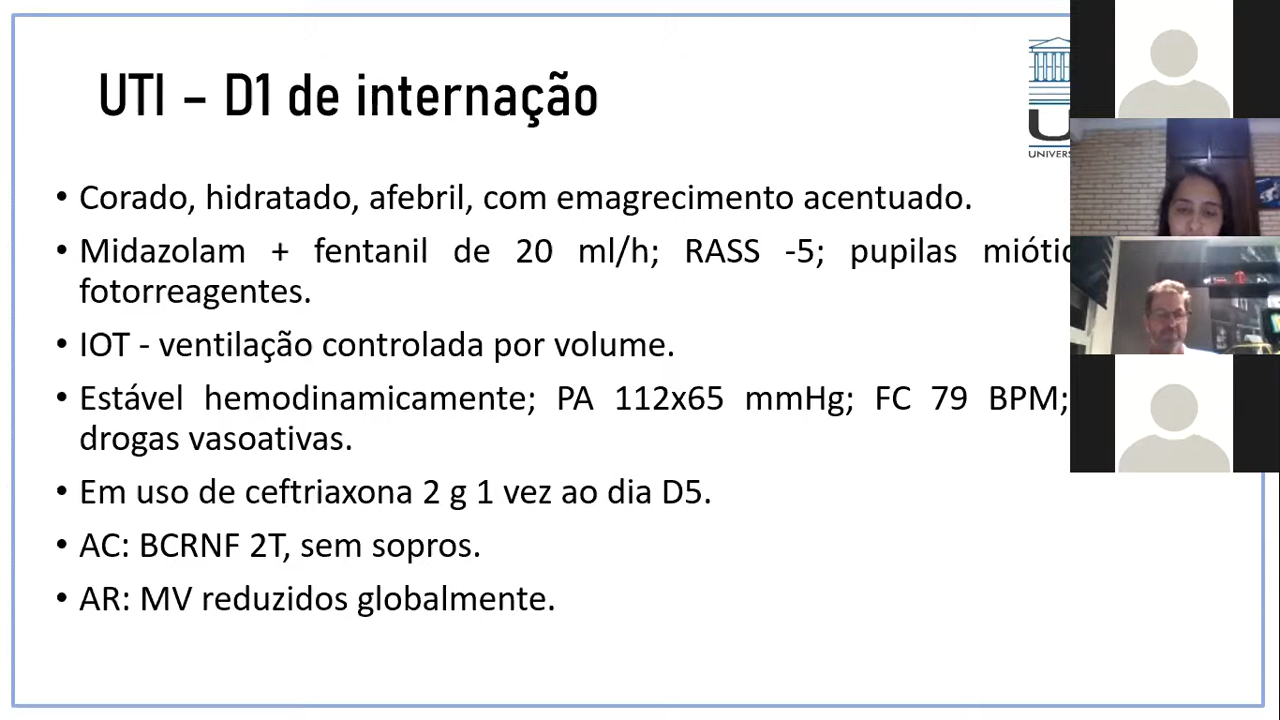 UTI – D1 de internação
• Corado, hidratado, afebril, com emagrecimento acentuado.
• Midazolam + fentanil de 20 ml/h; RASS -5; pupilas miótic
fotorreagentes.
• IOT - ventilação controlada por volume.
• Estável hemodinamicamente; PA 112x65 mmHg; FC 79 BPM;
drogas vasoativas.
• Em uso de ceftriaxona 2 g 1 vez ao dia D5.
• AC: BCRNF 2T, sem sopros.
• AR: MV reduzidos globalmente.
U
UNIVERS